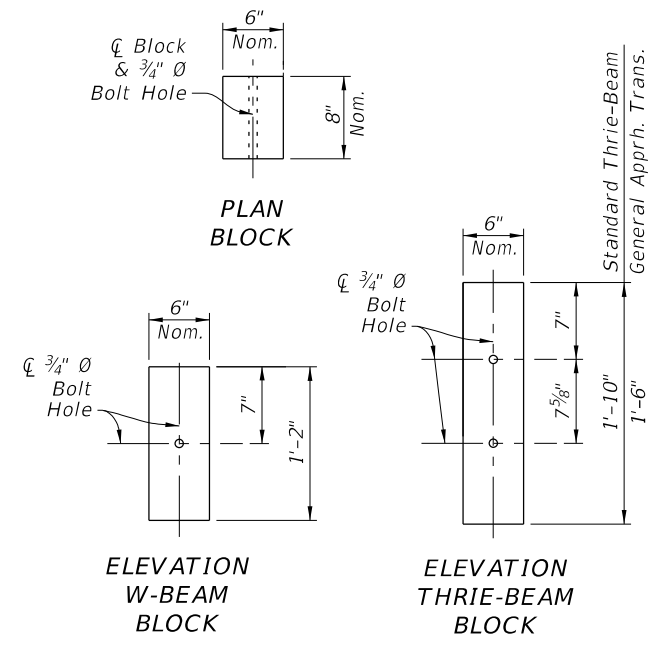 6"
Nom.
℄ Block
& ¾" Ø
Bolt Hole
8"
Nom.
PLAN
BLOCK
Standard Thrie-Beam
General Apprh. Trans.
6"
Nom.
℄ ¾" Ø
Bolt
Hole
7"
7⅝"
1'-10"
1'-6"
6"
Nom.
℄ ¾" Ø
Bolt
Hole
7"
1'-2"
ELEVATION
W-BEAM
BLOCK
ELEVATION
THRIE-BEAM
BLOCK